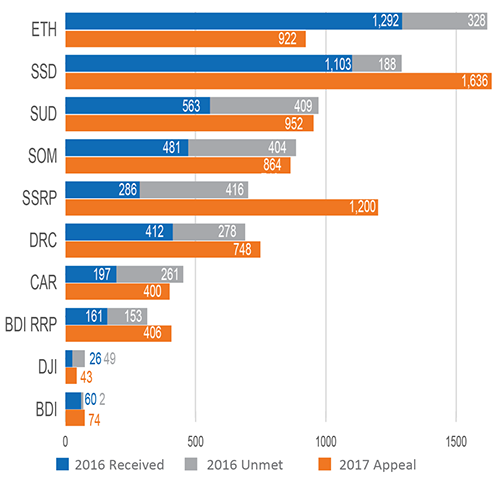 ETH 1,292 328
922
SSD 1,103 188
1,636
SUD 563 409
952
SOM 481 404
864
SSRP 286 416
1,200
DRC 412 278
748
CAR 197 261
400
BDI RRP 161 153
406
DJI 26 49
43
BDI 60 2
74
0 500 1000 1500
2016 Received 2016 Unmet 2017 Appeal